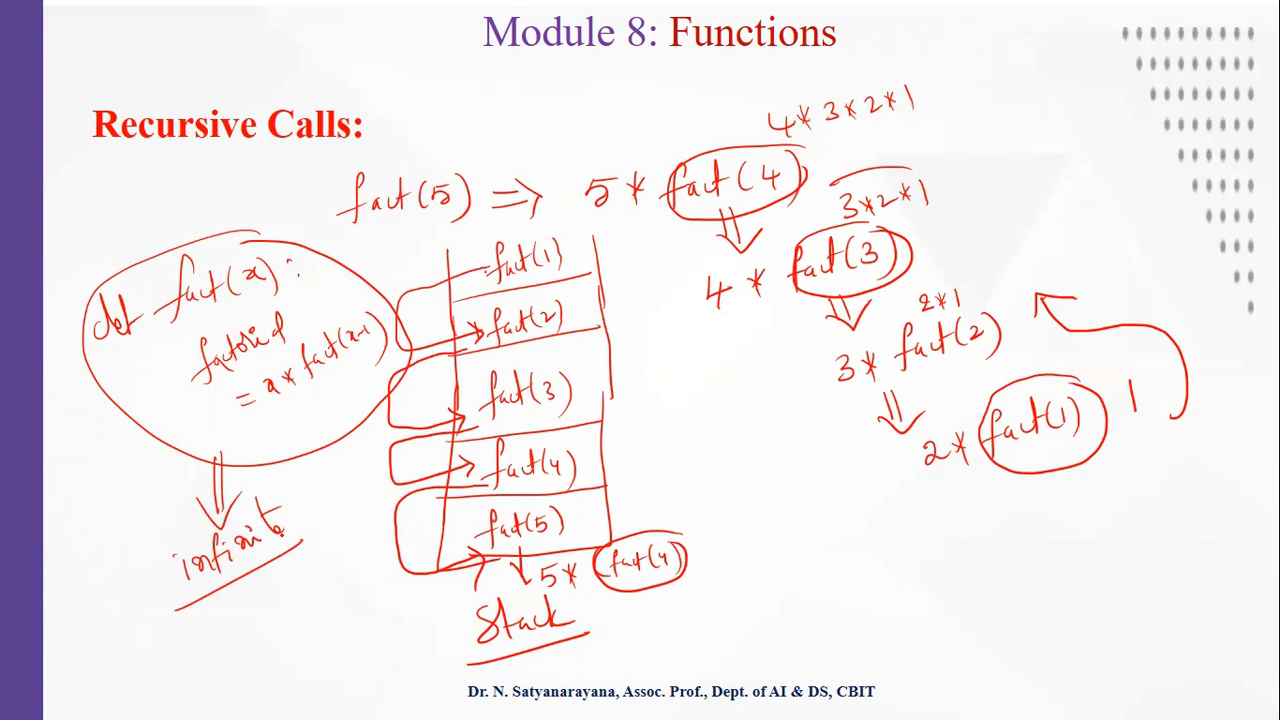 Module 8: Functions
Recursive Calls:
4 * 3 * 2 * 1
fact(5) ⇒ 5 * fact(4)
3*2*1
4 * fact(3)
2*1
3* fact(2)
2* fact(1) 1
def fact(x):
factorial
= x* fact(x-1)
infinite
fact(1)
fact(2)
fact(3)
fact(4)
fact(5)
5* fact(4)
Stack
Dr. N. Satyanarayana, Assoc. Prof., Dept. of AI & DS, CBIT